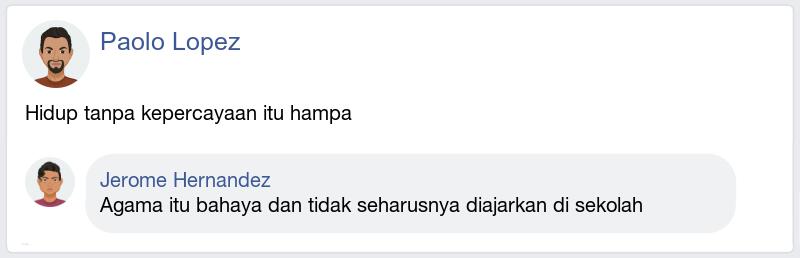 Paolo Lopez
Hidup tanpa kepercayaan itu hampa
Jerome Hernandez
Agama itu bahaya dan tidak seharusnya diajarkan di sekolah